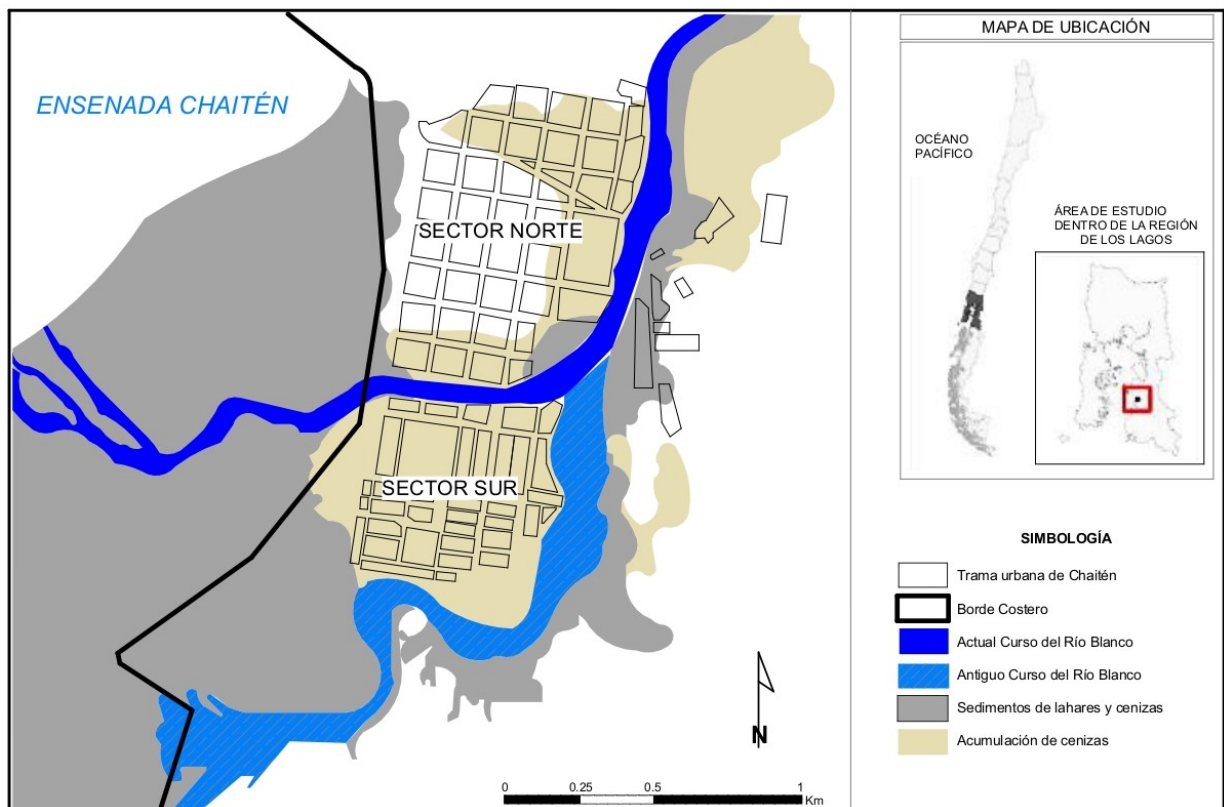 ENSENADA CHAITÉN
SECTOR NORTE
SECTOR SUR
N
0 0.25 0.5 1
Km
MAPA DE UBICACIÓN
OCÉANO
PACÍFICO
ÁREA DE ESTUDIO
DENTRO DE LA REGIÓN
DE LOS LAGOS
SIMBOLOGÍA
Trama urbana de Chaitén
Borde Costero
Actual Curso del Río Blanco
Antiguo Curso del Río Blanco
Sedimentos de lahares y cenizas
Acumulación de cenizas